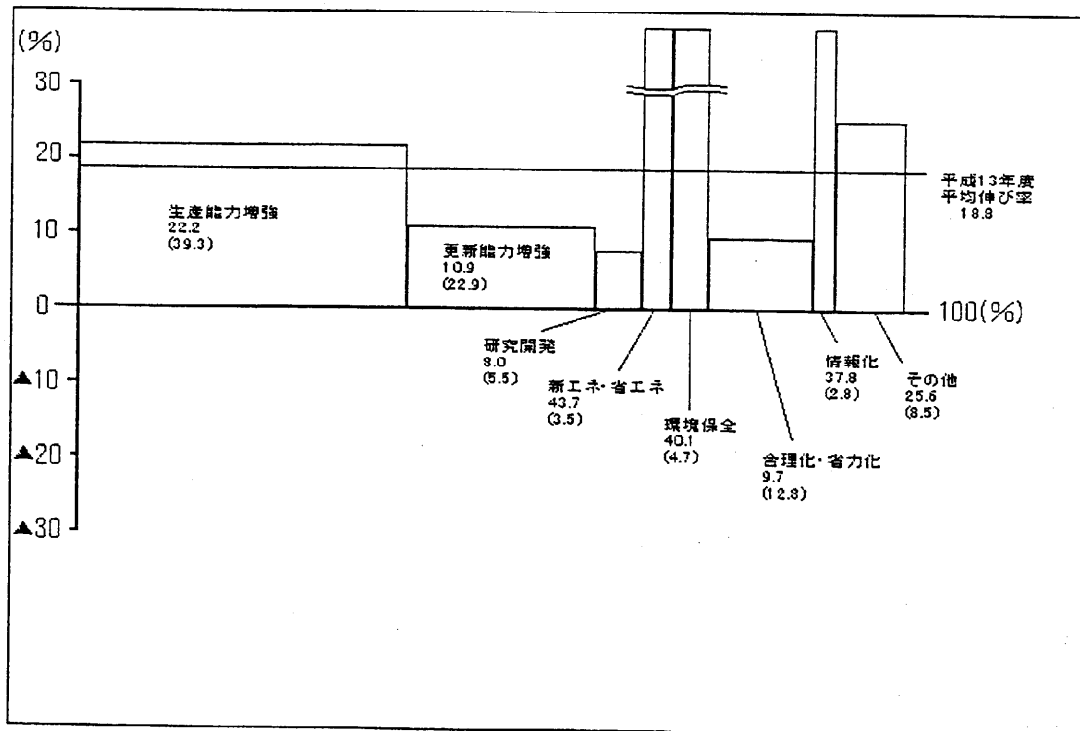 (%)
30
20
10
0
▲10
▲20
▲30
生産能力増強
22.2
(39.3)
更新能力増強
10.9
(22.9)
研究開発
8.0
(5.5)
新エネ・省エネ
43.7
(3.5)
環境保全
40.1
(4.7)
合理化・省力化
9.7
(12.8)
情報化
37.8
(2.8)
その他
25.6
(8.5)
平成13年度
平均伸び率
18.8
100(%)